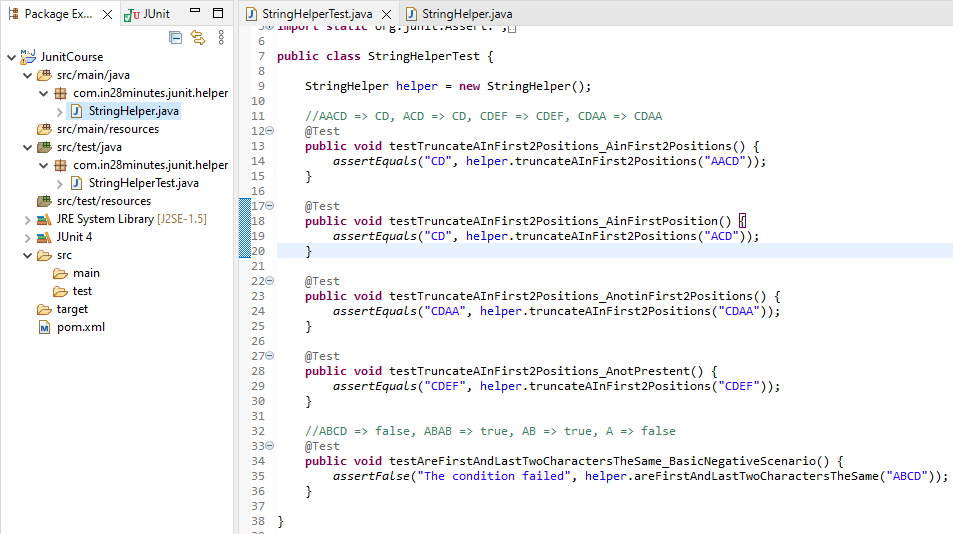 Package Ex...
JUnit
JunitCourse
src/main/java
com.in28minutes.junit.helper
StringHelper.java
src/main/resources
src/test/java
com.in28minutes.junit.helper
StringHelperTest.java
src/test/resources
JRE System Library [J2SE-1.5]
JUnit 4
src
main
test
target
pom.xml
StringHelperTest.java
StringHelper.java
import static org.junit.Assert.*;
6
7 public class StringHelperTest {
8
9 StringHelper helper = new StringHelper();
10
11 //AACD => CD, ACD => CD, CDEF => CDEF, CDAA => CDAA
12 @Test
13 public void testTruncateAInFirst2Positions_AinFirst2Positions() {
14 assertEquals("CD", helper.truncateAInFirst2Positions("AACD"));
15 }
16
17 @Test
18 public void testTruncateAInFirst2Positions_AinFirstPosition() {
19 assertEquals("CD", helper.truncateAInFirst2Positions("ACD"));
20 }
21
22 @Test
23 public void testTruncateAInFirst2Positions_AnotinFirst2Positions() {
24 assertEquals("CDAA", helper.truncateAInFirst2Positions("CDAA"));
25 }
26
27 @Test
28 public void testTruncateAInFirst2Positions_AnotPrestent() {
29 assertEquals("CDEF", helper.truncateAInFirst2Positions("CDEF"));
30 }
31
32 //ABCD => false, ABAB => true, AB => true, A => false
33 @Test
34 public void testAreFirstAndLastTwoCharactersTheSame_BasicNegativeScenario() {
35 assertFalse("The condition failed", helper.areFirstAndLastTwoCharactersTheSame("ABCD"));
36 }
37
38 }